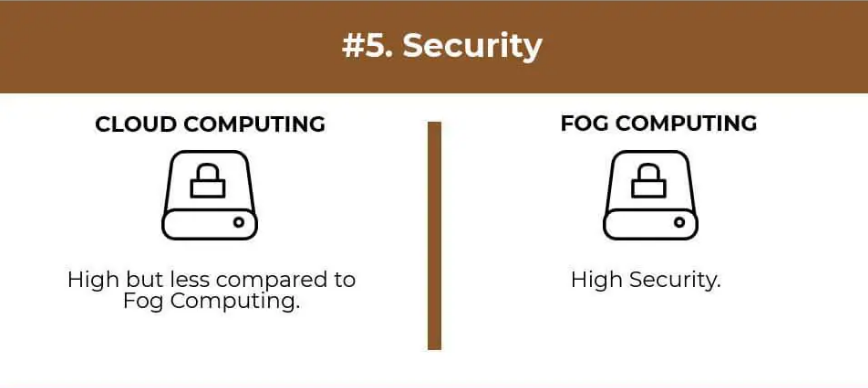 #5. Security
CLOUD COMPUTING
High but less compared to
Fog Computing.
FOG COMPUTING
High Security.